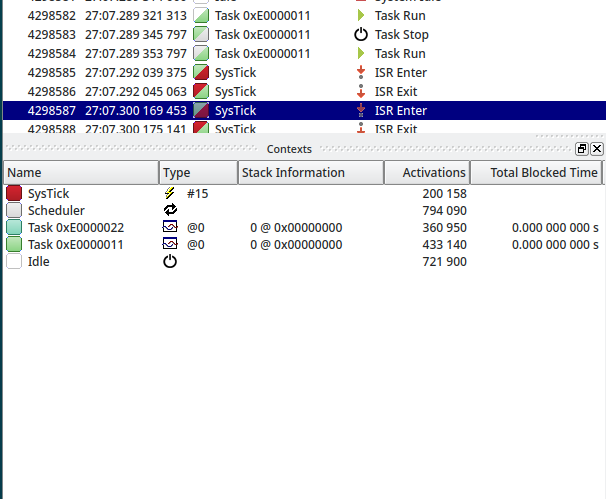 4298582 27:07.289 321 313 Task 0xE0000011 Task Run
4298583 27:07.289 345 797 Task 0xE0000011 Task Stop
4298584 27:07.289 353 797 Task 0xE0000011 Task Run
4298585 27:07.292 039 375 SysTick ISR Enter
4298586 27:07.292 045 063 SysTick ISR Exit
4298587 27:07.300 169 453 SysTick ISR Enter
4298588 27:07.300 175 141 SysTick ISR Exit
Contexts
Name Type Stack Information Activations Total Blocked Time
SysTick #15 200 158
Scheduler 794 090
Task 0xE0000022 @0 0 @ 0x00000000 360 950 0.000 000 000 s
Task 0xE0000011 @0 0 @ 0x00000000 433 140 0.000 000 000 s
Idle 721 900